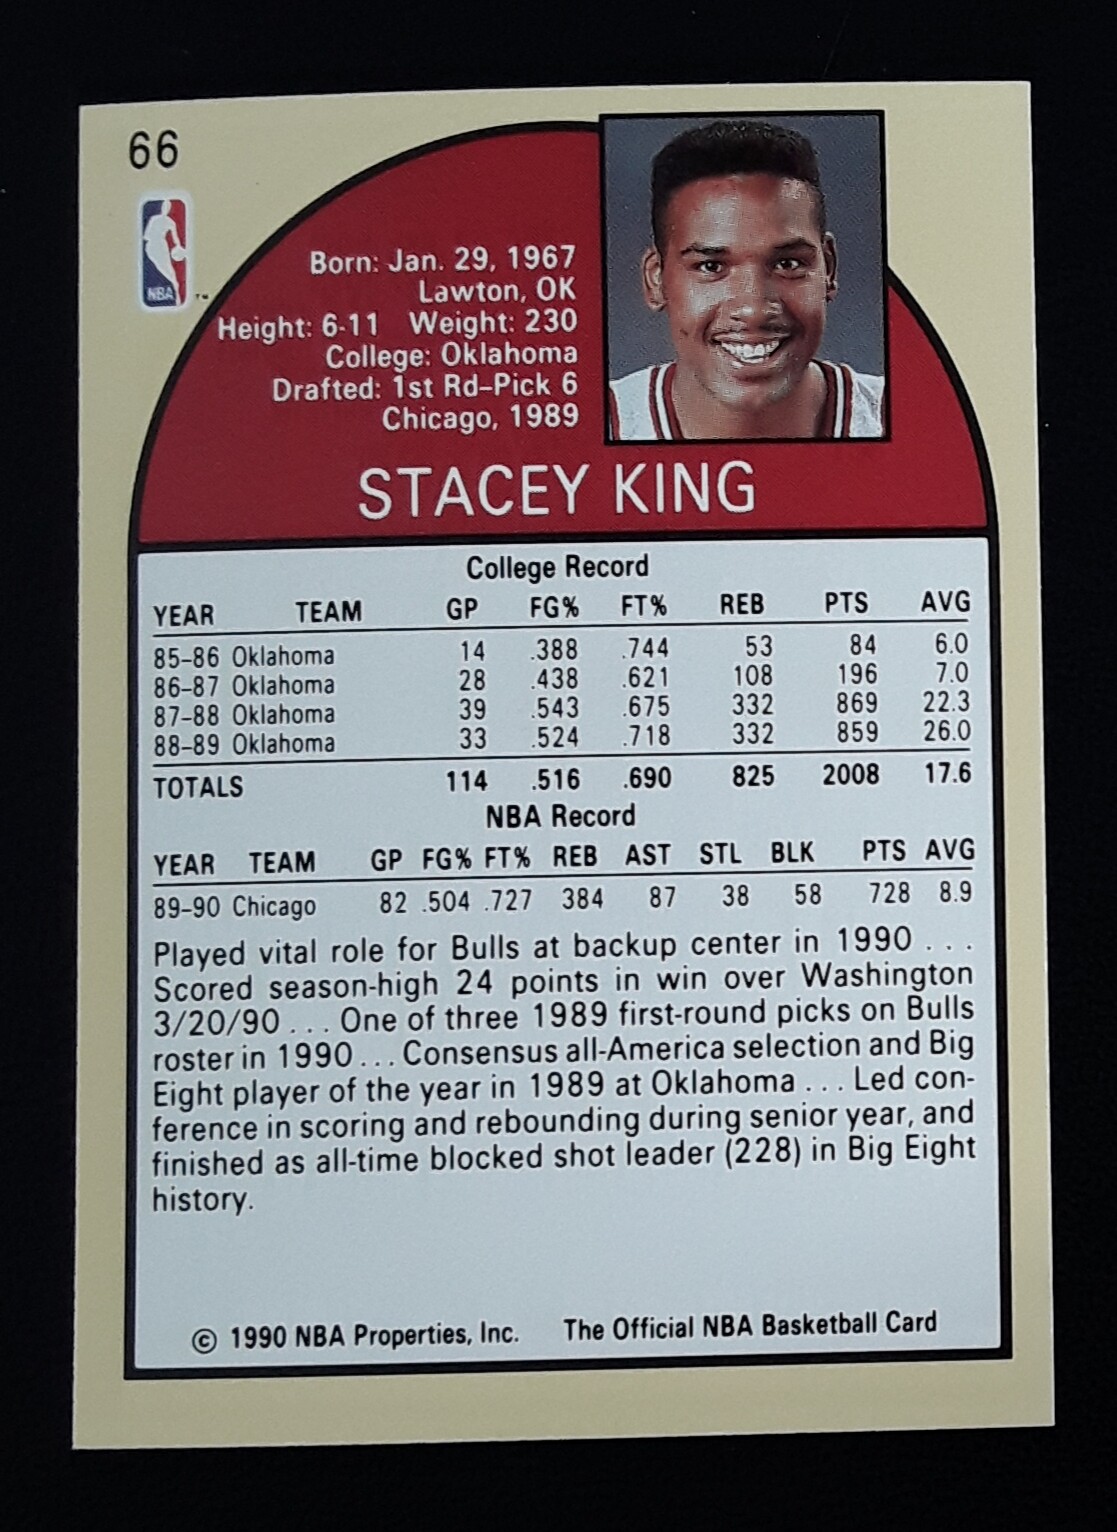 66
NBA
™
Born: Jan. 29, 1967
Lawton, OK
Height: 6-11 Weight: 230
College: Oklahoma
Drafted: 1st Rd–Pick 6
Chicago, 1989
STACEY KING
College Record
YEAR TEAM GP FG% FT% REB PTS AVG
85–86 Oklahoma 14 .388 .744 53 84 6.0
86–87 Oklahoma 28 .438 .621 108 196 7.0
87–88 Oklahoma 39 .543 .675 332 869 22.3
88–89 Oklahoma 33 .524 .718 332 859 26.0
TOTALS 114 .516 .690 825 2008 17.6
NBA Record
YEAR TEAM GP FG% FT% REB AST STL BLK PTS AVG
89–90 Chicago 82 .504 .727 384 87 38 58 728 8.9
Played vital role for Bulls at backup center in 1990 . . .
Scored season-high 24 points in win over Washington
3/20/90 . . . One of three 1989 first-round picks on Bulls
roster in 1990 . . . Consensus all-America selection and Big
Eight player of the year in 1989 at Oklahoma . . . Led con-
ference in scoring and rebounding during senior year, and
finished as all-time blocked shot leader (228) in Big Eight
history.
© 1990 NBA Properties, Inc. The Official NBA Basketball Card